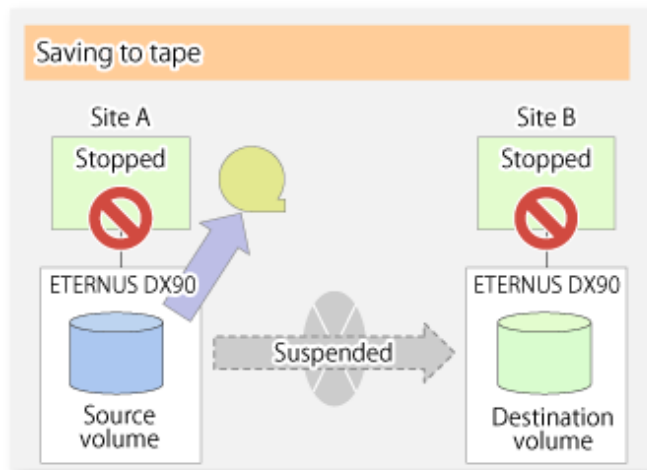 Saving to tape
Site A
Stopped
Site B
Stopped
ETERNUS DX90
Source
volume
Suspended
ETERNUS DX90
Destination
volume